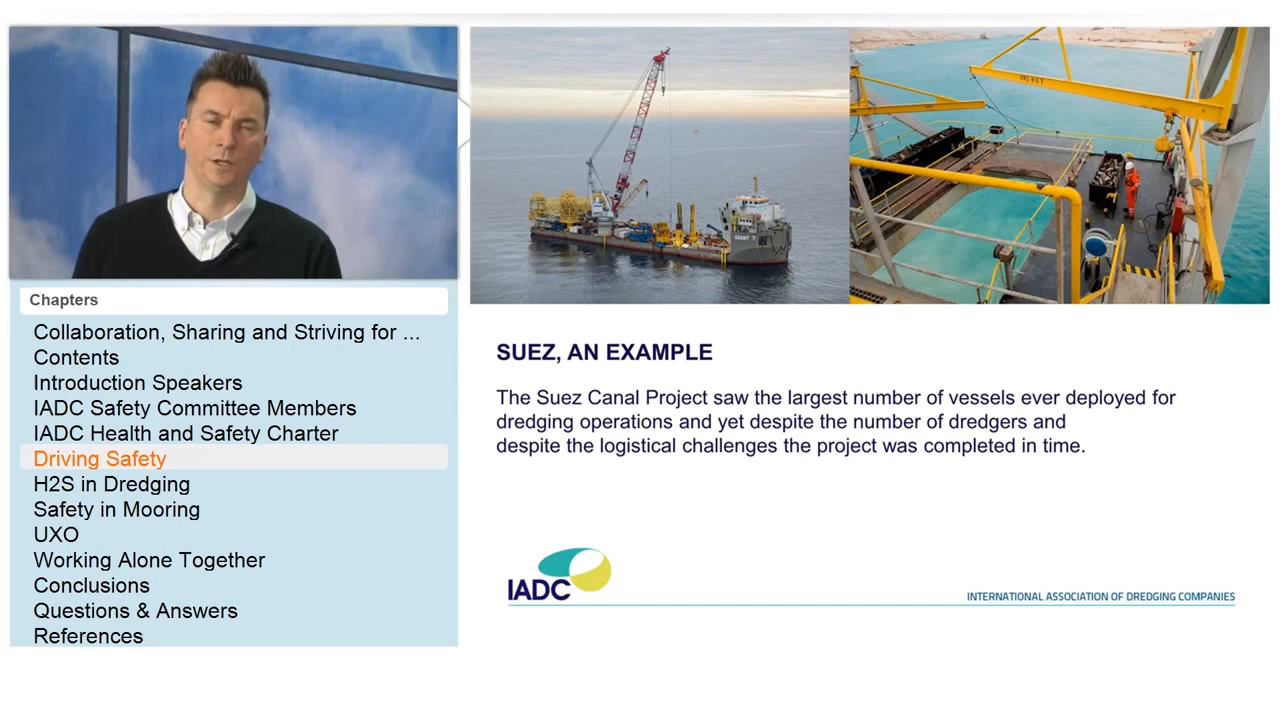 Chapters
Collaboration, Sharing and Striving for ...
Contents
Introduction Speakers
IADC Safety Committee Members
IADC Health and Safety Charter
Driving Safety
H2S in Dredging
Safety in Mooring
UXO
Working Alone Together
Conclusions
Questions & Answers
References
GIANT 7
SUEZ, AN EXAMPLE
The Suez Canal Project saw the largest number of vessels ever deployed for
dredging operations and yet despite the number of dredgers and
despite the logistical challenges the project was completed in time.
IADC
INTERNATIONAL ASSOCIATION OF DREDGING COMPANIES